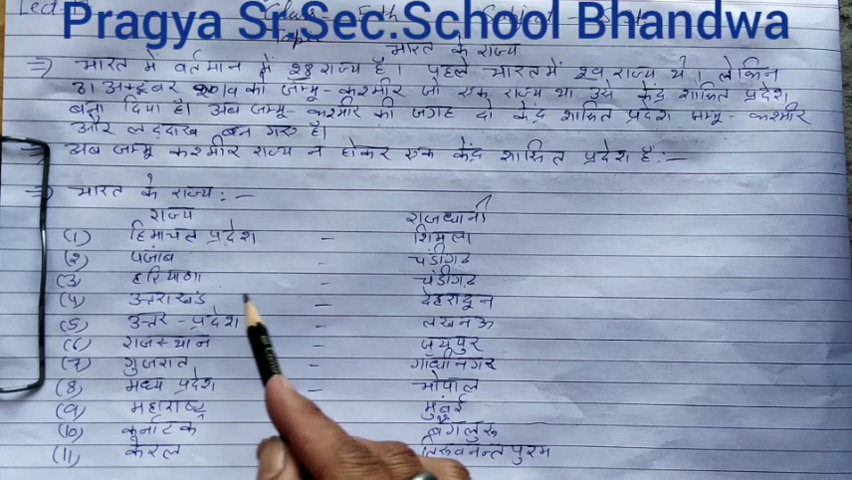 Pragya Sr.Sec.School Bhandwa
भारत के राज्य
⇒ भारत में वर्तमान में 28 राज्य है। पहले भारत में 29 राज्य थे। लेकिन
31 अक्टूबर 2019 को जम्मू-कश्मीर जो एक राज्य था उसे केंद्र शासित प्रदेश
बना दिया है। अब जम्मू-कश्मीर की जगह दो केंद्र शासित प्रदेश जम्मू-कश्मीर
और लद्दाख बन गए है।
⇒ अब जम्मू कश्मीर राज्य न होकर एक केंद्र शासित प्रदेश है:-
⇒ भारत के राज्य:-
राज्य राजधानी
(1) हिमाचल प्रदेश - शिमला
(2) पंजाब - चंडीगढ़
(3) हरियाणा - चंडीगढ़
(4) उत्तराखंड - देहरादून
(5) उत्तर-प्रदेश - लखनऊ
(6) राजस्थान - जयपुर
(7) गुजरात - गाँधीनगर
(8) मध्य प्रदेश - भोपाल
(9) महाराष्ट्र मुंबई
(10) कर्नाटक बेंगलुरू
(11) केरल तिरुवनन्तपुरम